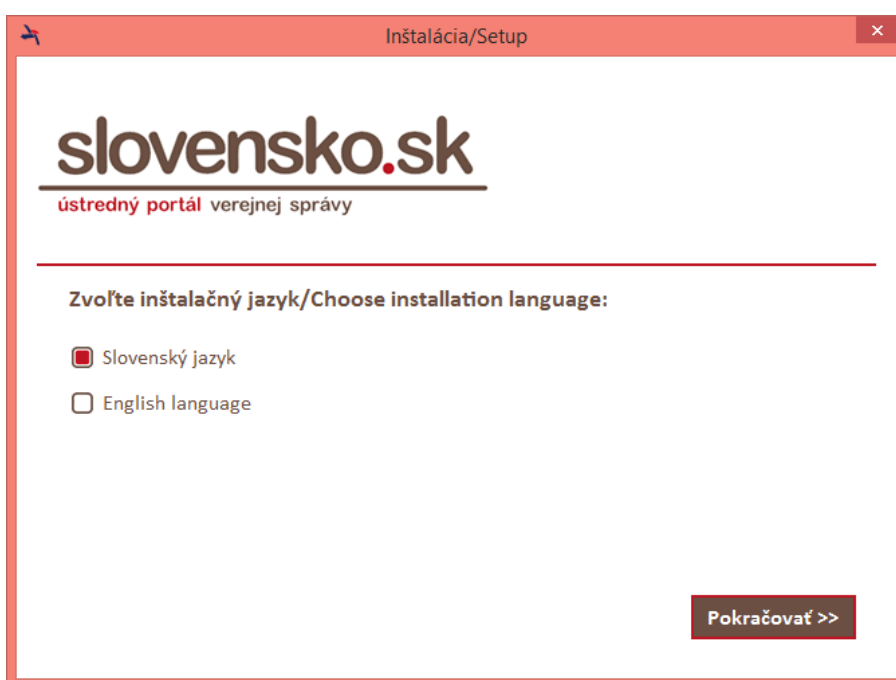 Inštalácia/Setup
slovensko.sk
ústredný portál verejnej správy
Zvoľte inštalačný jazyk/Choose installation language:
Slovenský jazyk
English language
Pokračovať >>